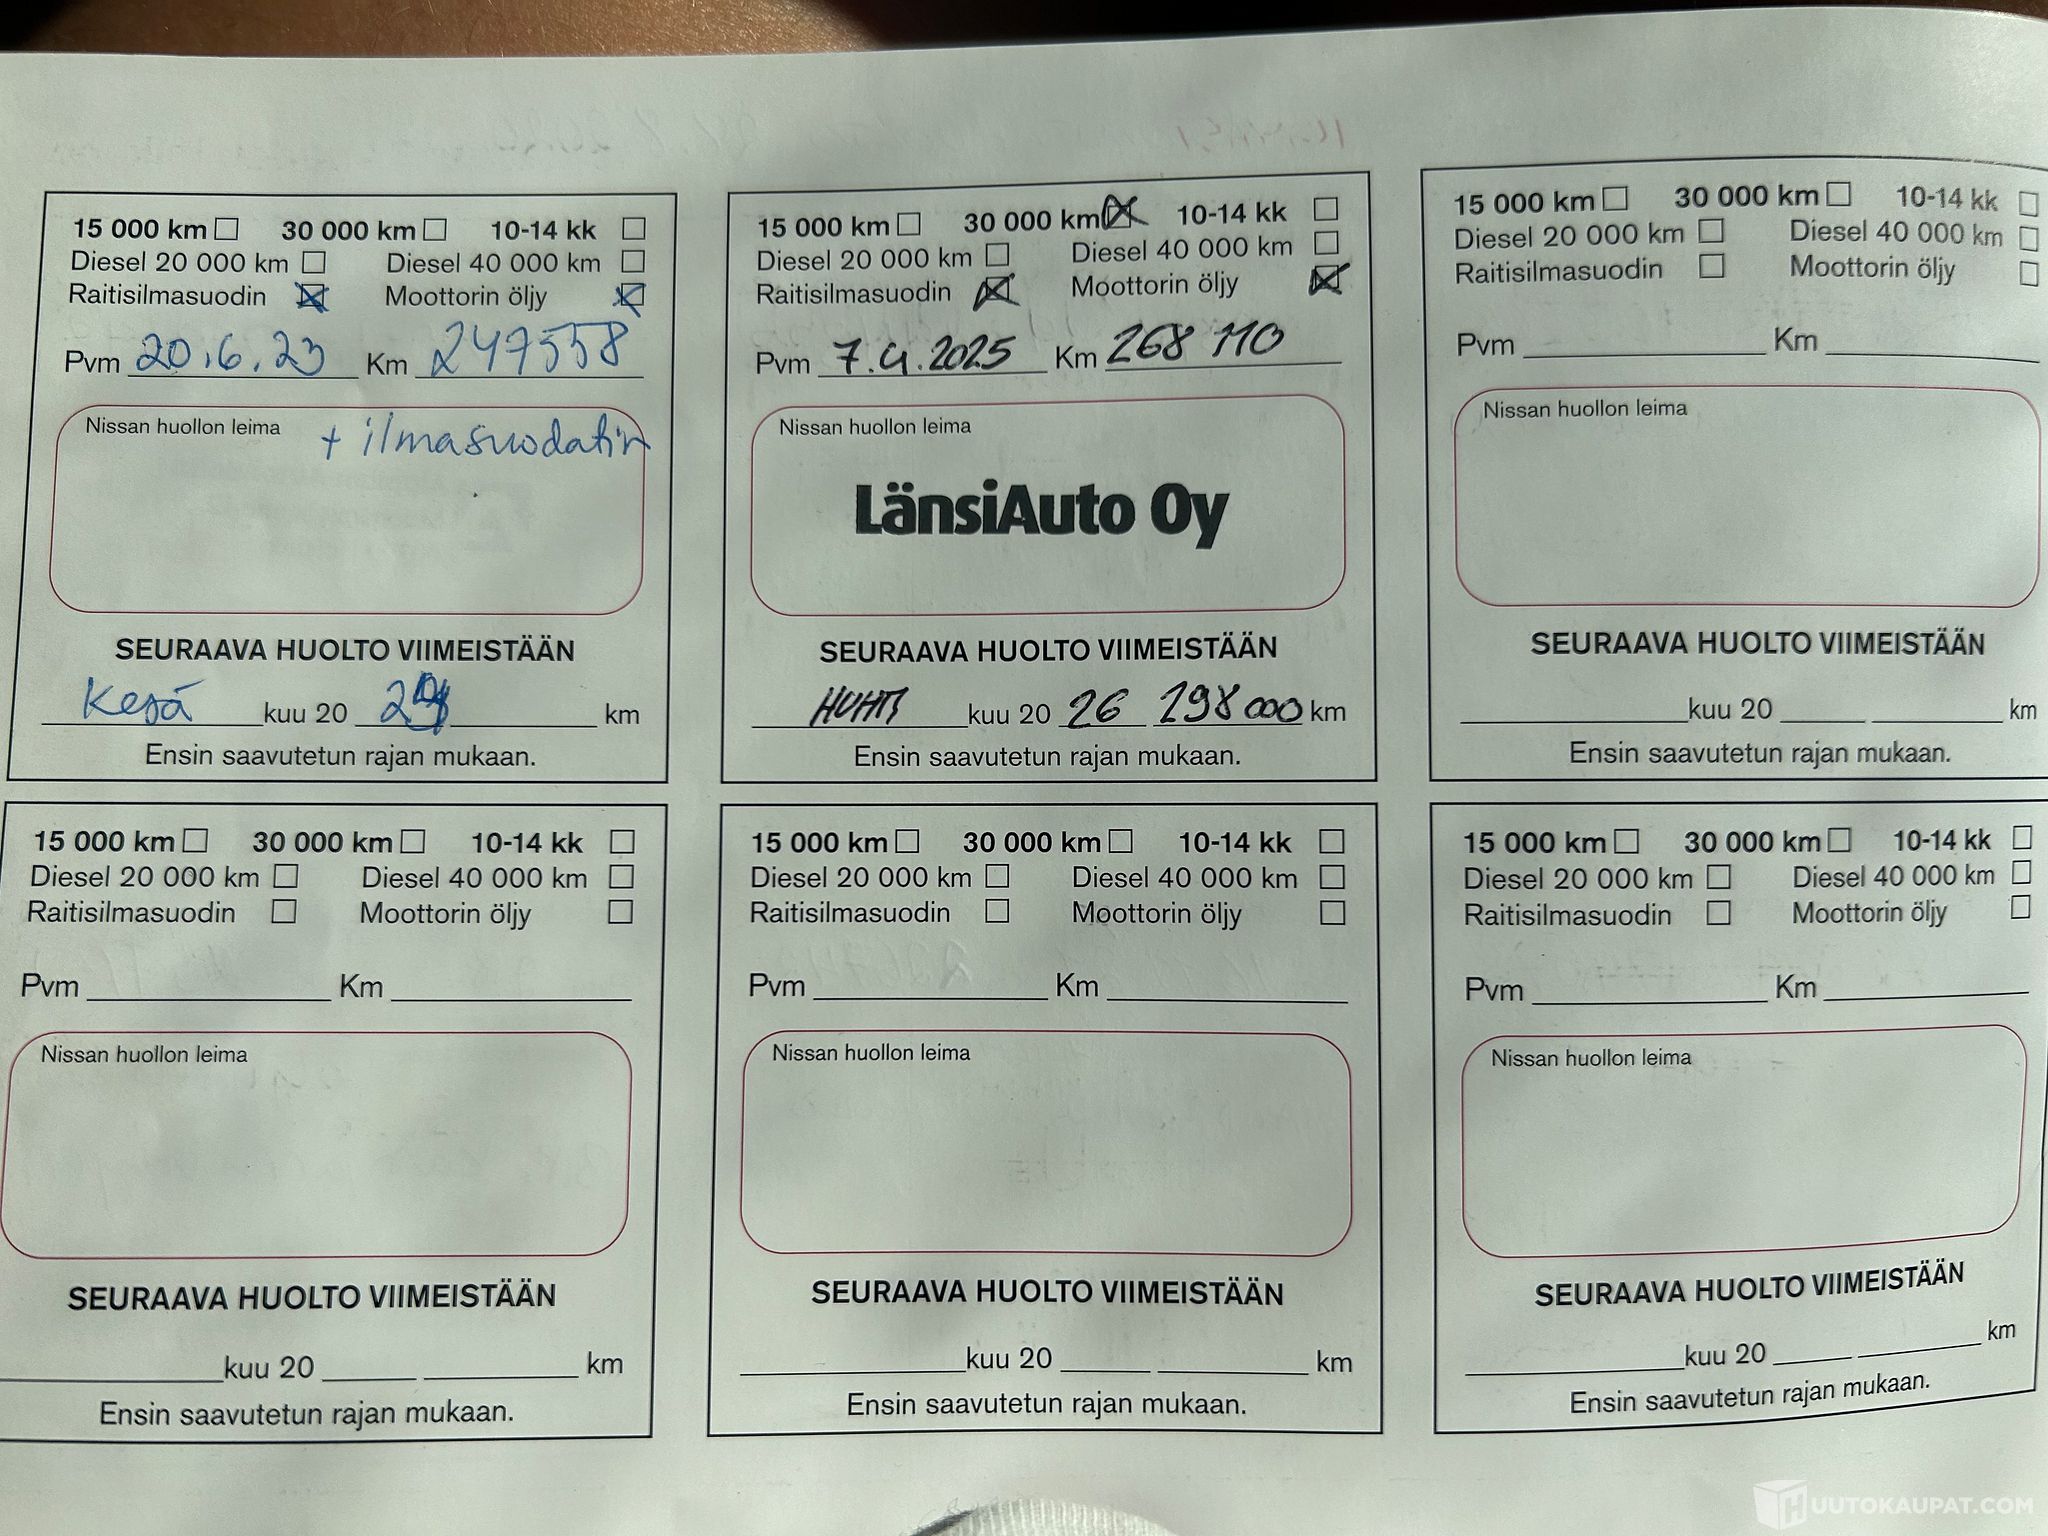 15 000 km 30 000 km 10-14 kk
Diesel 20 000 km Diesel 40 000 km
Raitisilmasuodin Moottorin öljy
Pvm 20.6.23 Km 247558
Nissan huollon leima + ilmasuodatin
SEURAAVA HUOLTO VIIMEISTÄÄN
Kesä kuu 20 24 km
Ensin saavutetun rajan mukaan.
15 000 km 30 000 km 10-14 kk
Diesel 20 000 km Diesel 40 000 km
Raitisilmasuodin Moottorin öljy
Pvm 7.4.2025 Km 268 110
Nissan huollon leima
LänsiAuto Oy
SEURAAVA HUOLTO VIIMEISTÄÄN
HUHTI kuu 20 26 298 000 km
Ensin saavutetun rajan mukaan.
15 000 km 30 000 km 10-14 kk
Diesel 20 000 km Diesel 40 000 km
Raitisilmasuodin Moottorin öljy
Pvm Km
Nissan huollon leima
SEURAAVA HUOLTO VIIMEISTÄÄN
kuu 20 km
Ensin saavutetun rajan mukaan.
15 000 km 30 000 km 10-14 kk
Diesel 20 000 km Diesel 40 000 km
Raitisilmasuodin Moottorin öljy
Pvm Km
Nissan huollon leima
SEURAAVA HUOLTO VIIMEISTÄÄN
kuu 20 km
Ensin saavutetun rajan mukaan.
15 000 km 30 000 km 10-14 kk
Diesel 20 000 km Diesel 40 000 km
Raitisilmasuodin Moottorin öljy
Pvm Km
Nissan huollon leima
SEURAAVA HUOLTO VIIMEISTÄÄN
kuu 20 km
Ensin saavutetun rajan mukaan.
15 000 km 30 000 km 10-14 kk
Diesel 20 000 km Diesel 40 000 km
Raitisilmasuodin Moottorin öljy
Pvm Km
Nissan huollon leima
SEURAAVA HUOLTO VIIMEISTÄÄN
kuu 20 km
Ensin saavutetun rajan mukaan.
HUUTOKAUPAT.COM